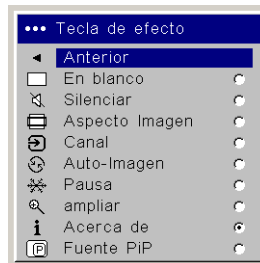 ••• Tecla de efecto
Anterior
En blanco
Silenciar
Aspecto Imagen
Canal
Auto-Imagen
Pausa
ampliar
i Acerca de
P Fuente PiP